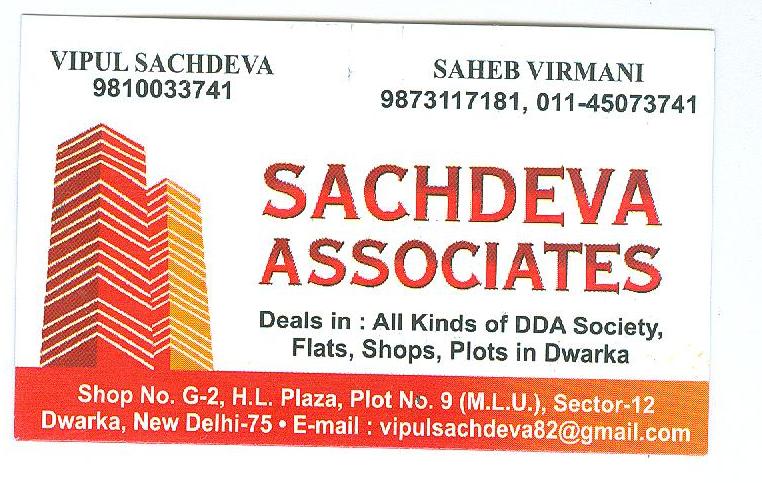 VIPUL SACHDEVA
9810033741
SAHEB VIRMANI
9873117181, 011-45073741
SACHDEVA
ASSOCIATES
Deals in : All Kinds of DDA Society,
Flats, Shops, Plots in Dwarka
Shop No. G-2, H.L. Plaza, Plot No. 9 (M.L.U.), Sector-12
Dwarka, New Delhi-75 • E-mail : vipulsachdeva82@gmail.com